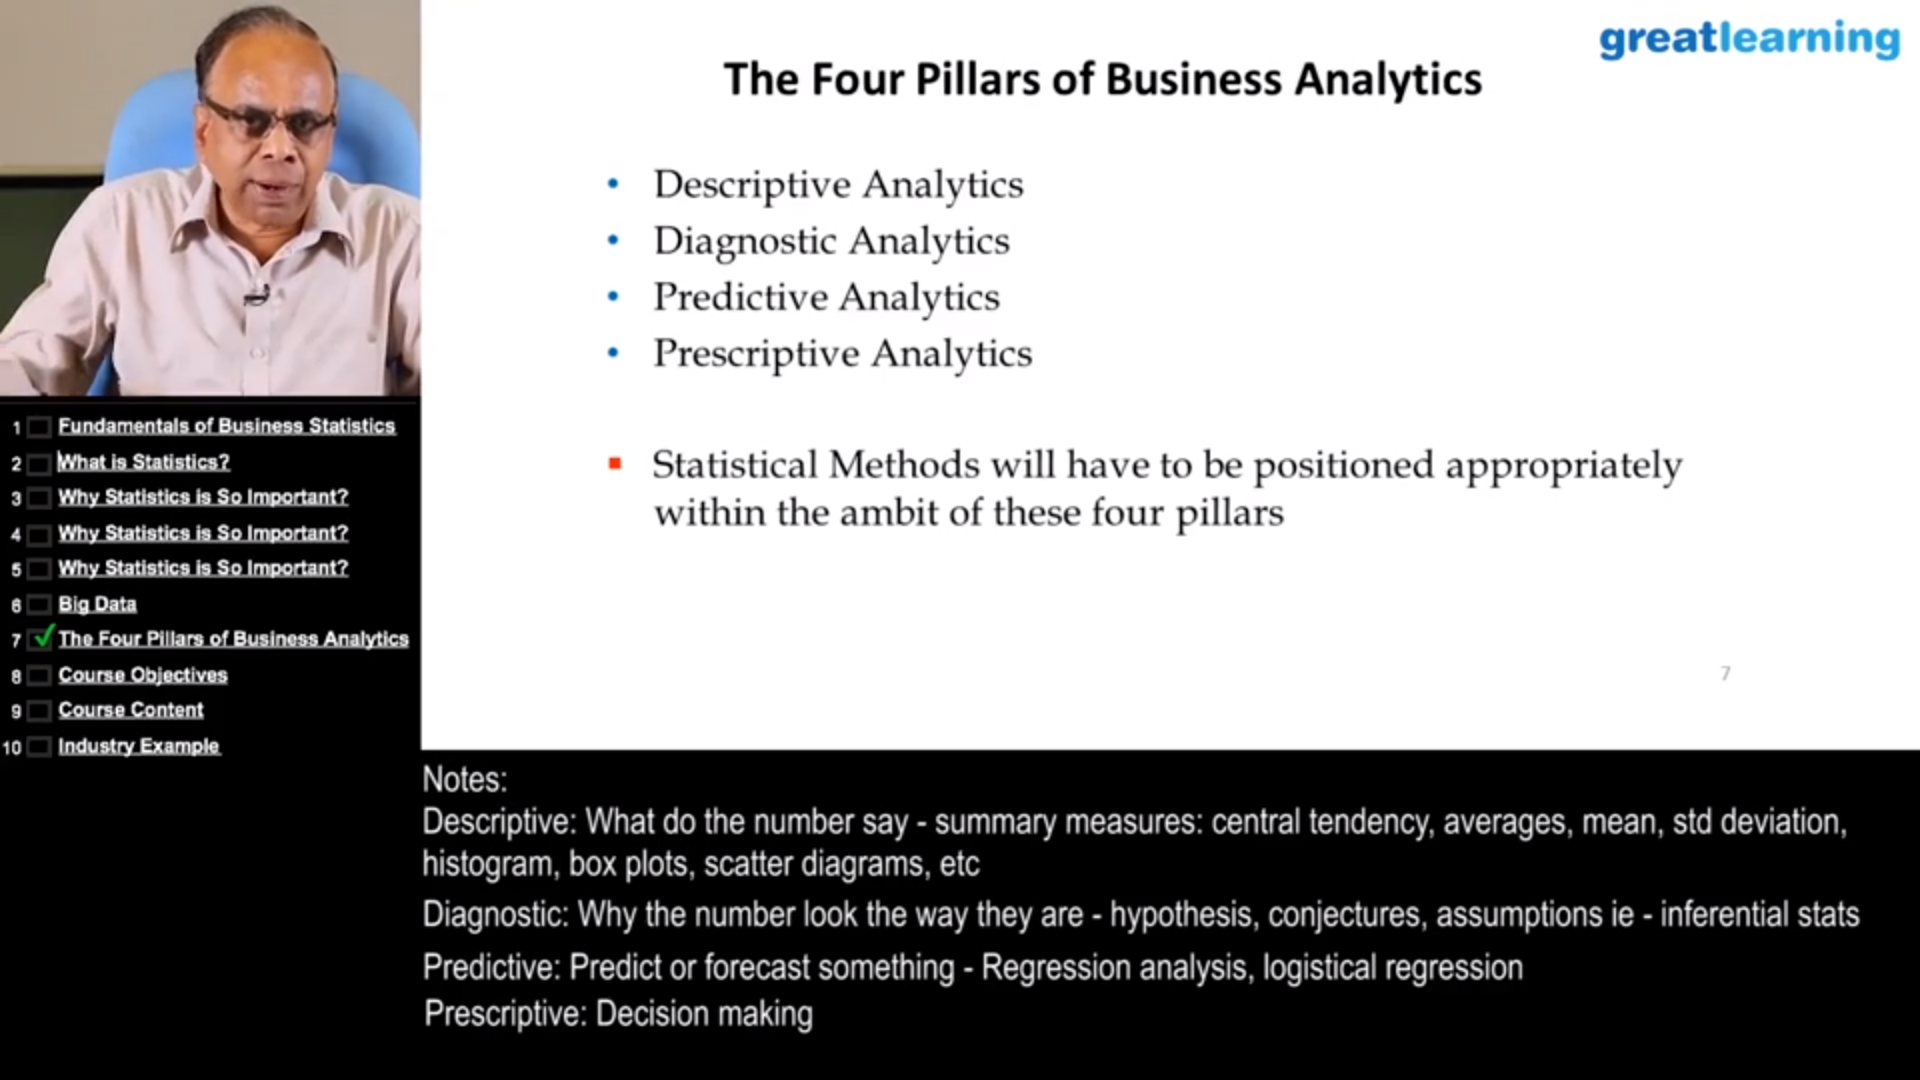 greatlearning
The Four Pillars of Business Analytics
• Descriptive Analytics
• Diagnostic Analytics
• Predictive Analytics
• Prescriptive Analytics
▪ Statistical Methods will have to be positioned appropriately
within the ambit of these four pillars
7
1 Fundamentals of Business Statistics
2 What is Statistics?
3 Why Statistics is So Important?
4 Why Statistics is So Important?
5 Why Statistics is So Important?
6 Big Data
7 ✓ The Four Pillars of Business Analytics
8 Course Objectives
9 Course Content
10 Industry Example
Notes:
Descriptive: What do the number say - summary measures: central tendency, averages, mean, std deviation,
histogram, box plots, scatter diagrams, etc
Diagnostic: Why the number look the way they are - hypothesis, conjectures, assumptions ie - inferential stats
Predictive: Predict or forecast something - Regression analysis, logistical regression
Prescriptive: Decision making